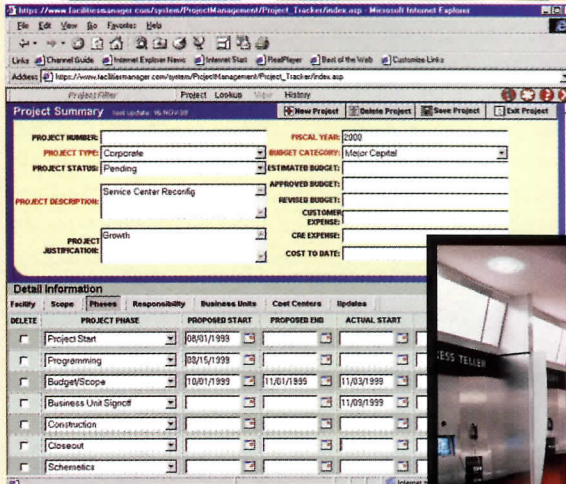 https://www.facilitiesmanager.com/system/ProjectManagement/Project_Tracker/index.asp - Microsoft Internet Explorer
File Edit View Go Favorites Help
Links Channel Guide Internet Explorer News Internet Start RealPlayer Best of the Web Customize Links
Address https://www.facilitiesmanager.com/system/ProjectManagement/Project_Tracker/index.asp
Project Filter Project Lookup View History
Project Summary last update: 16-NOV-99 New Project Delete Project Save Project Exit Project
PROJECT NUMBER: FISCAL YEAR: 2000
PROJECT TYPE: Corporate BUDGET CATEGORY: Major Capital
PROJECT STATUS: Pending ESTIMATED BUDGET:
APPROVED BUDGET:
PROJECT DESCRIPTION: Service Center Reconfig REVISED BUDGET:
CUSTOMER EXPENSE:
PROJECT JUSTIFICATION: Growth CRE EXPENSE:
COST TO DATE:
Detail Information
Facility Scope Phases Responsibility Business Units Cost Centers Updates
DELETE PROJECT PHASE PROPOSED START PROPOSED END ACTUAL START
Project Start 08/01/1999
Programming 08/15/1999
Budget/Scope 10/01/1999 11/01/1999 11/03/1999
Business Unit Signoff 11/09/1999
Construction
Closeout
Schematics
Internet
ESS TELLER